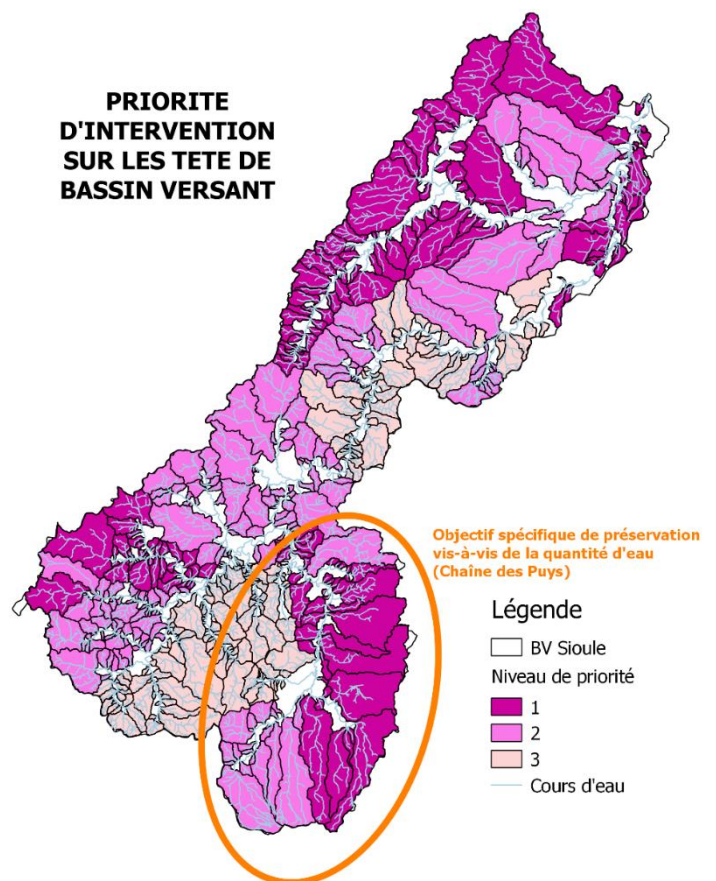 PRIORITE
D'INTERVENTION
SUR LES TETE DE
BASSIN VERSANT
Objectif spécifique de préservation
vis-à-vis de la quantité d'eau
(Chaîne des Puys)
Légende
BV Sioule
Niveau de priorité
1
2
3
Cours d'eau